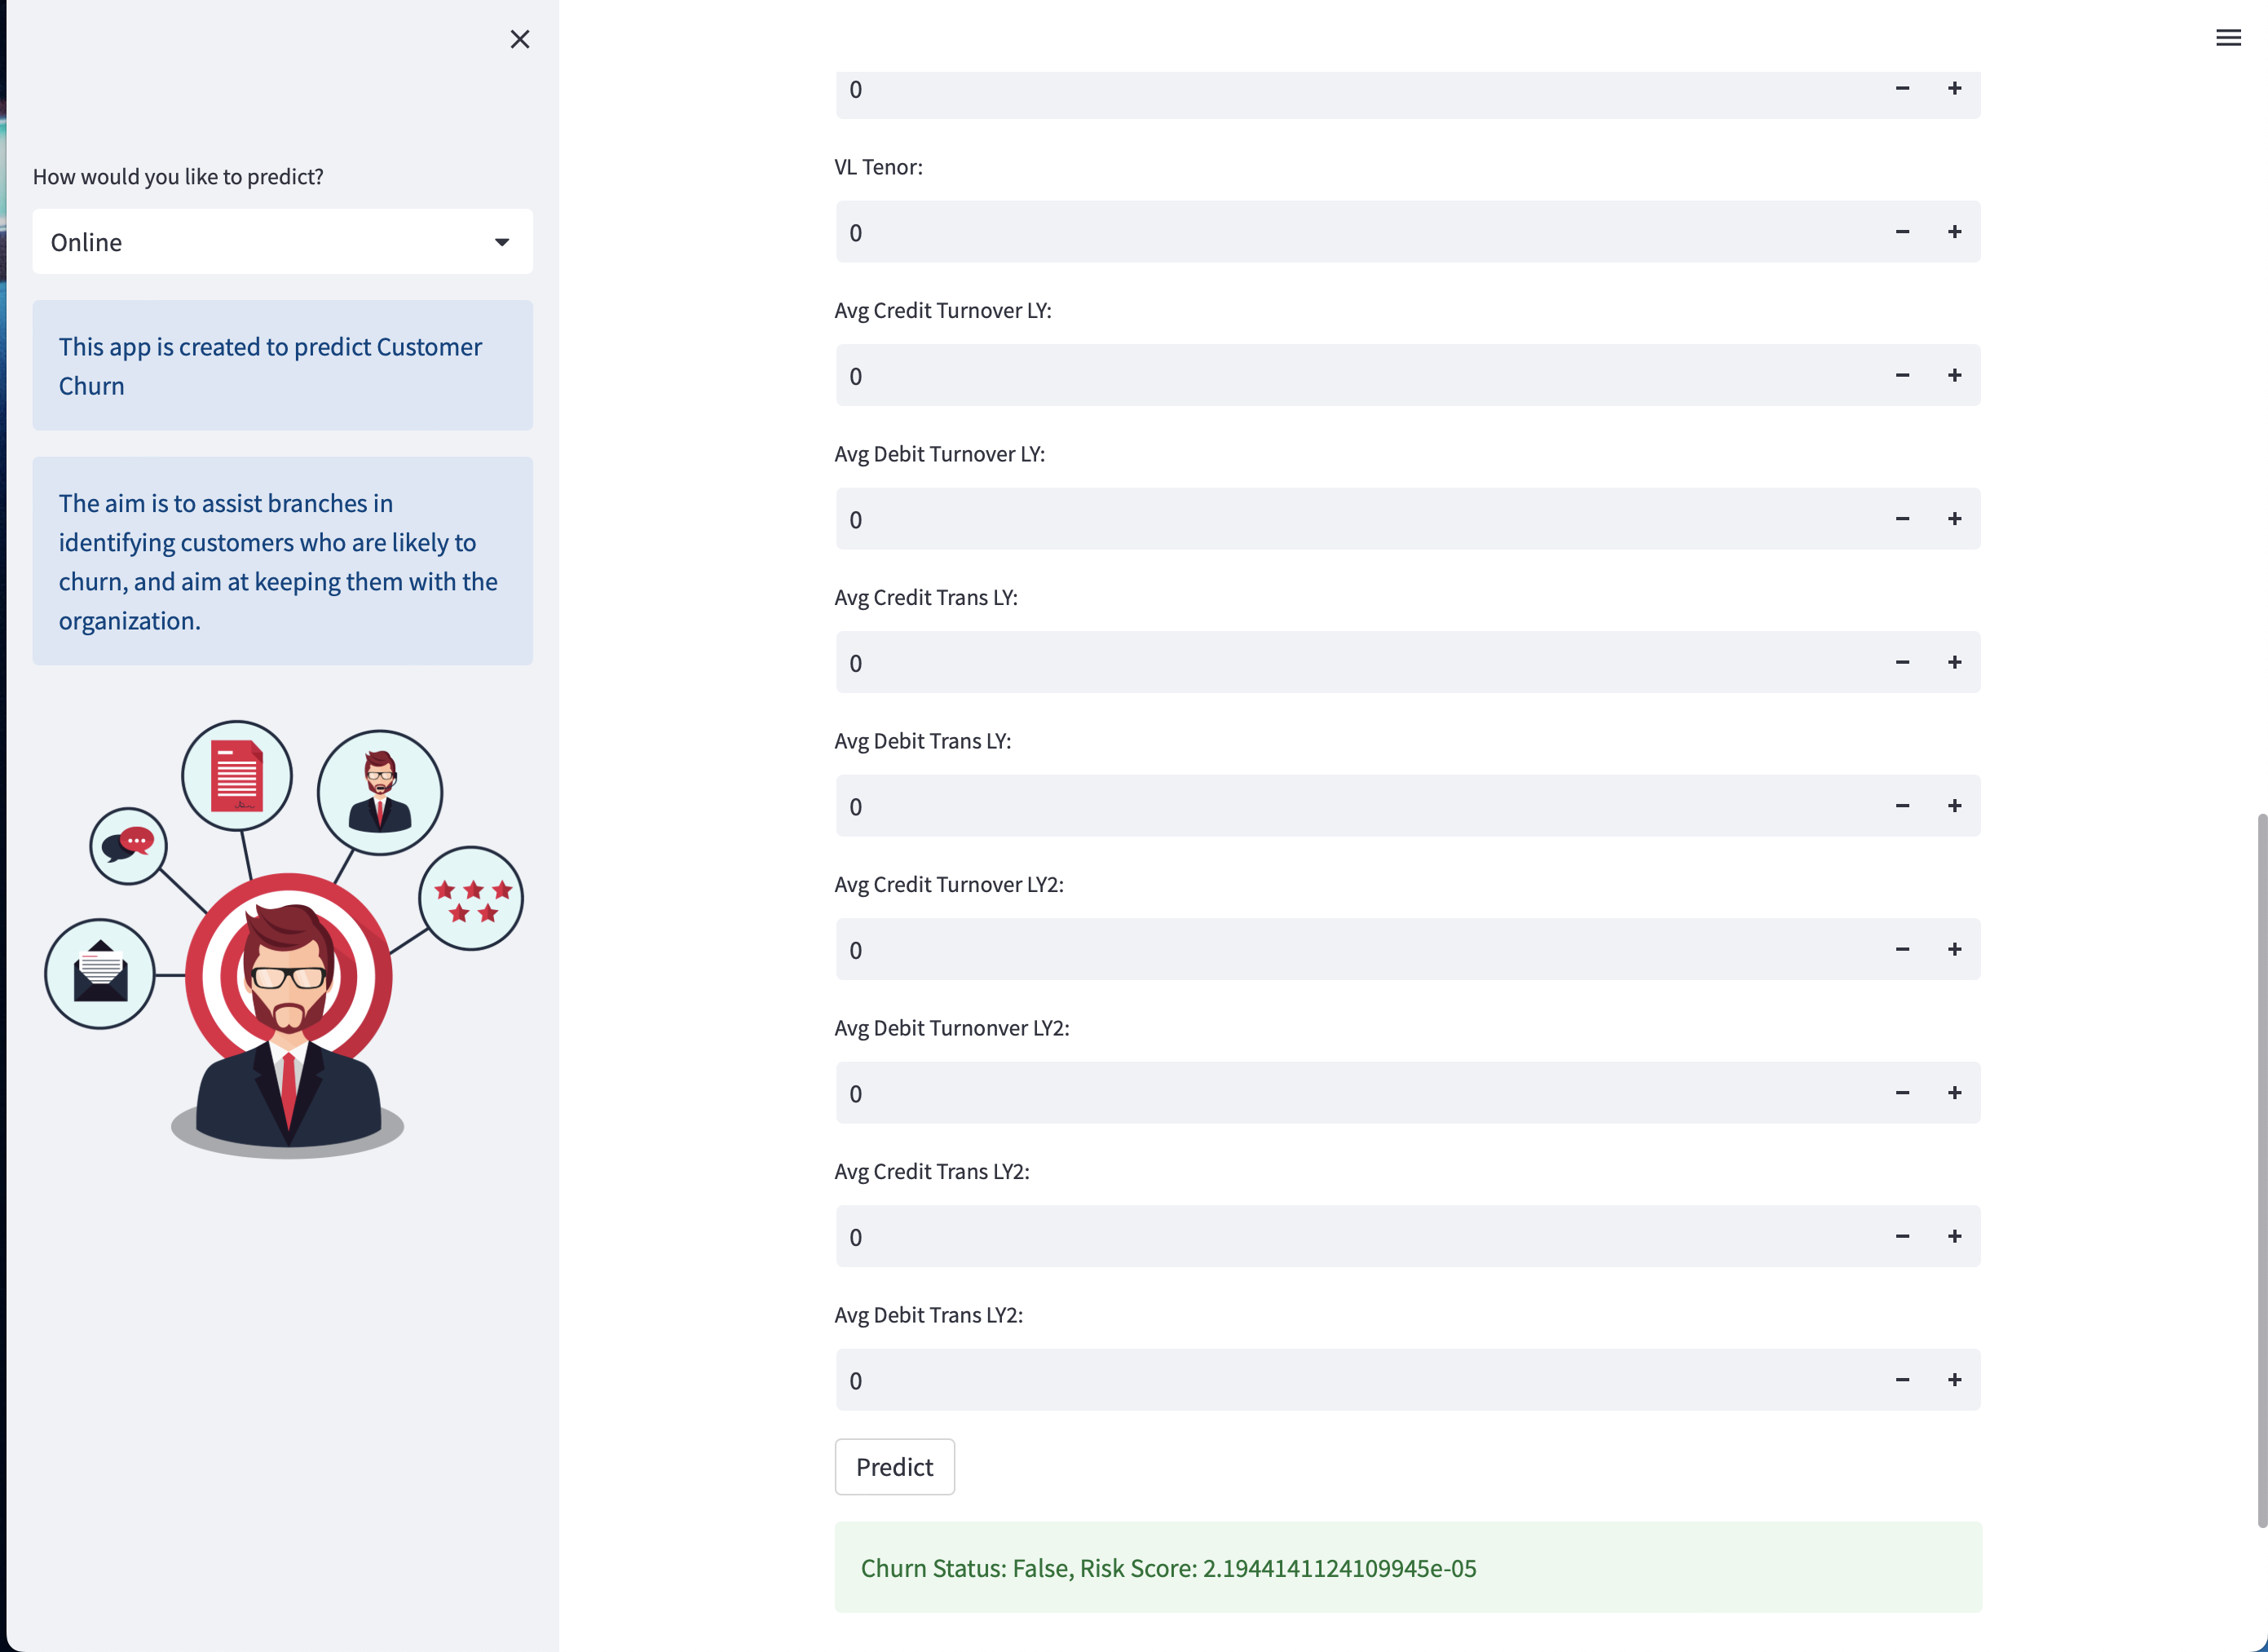 How would you like to predict?
Online
This app is created to predict Customer
Churn
The aim is to assist branches in
identifying customers who are likely to
churn, and aim at keeping them with the
organization.
0
VL Tenor:
0
Avg Credit Turnover LY:
0
Avg Debit Turnover LY:
0
Avg Credit Trans LY:
0
Avg Debit Trans LY:
0
Avg Credit Turnover LY2:
0
Avg Debit Turnonver LY2:
0
Avg Credit Trans LY2:
0
Avg Debit Trans LY2:
0
Predict
Churn Status: False, Risk Score: 2.1944141124109945e-05